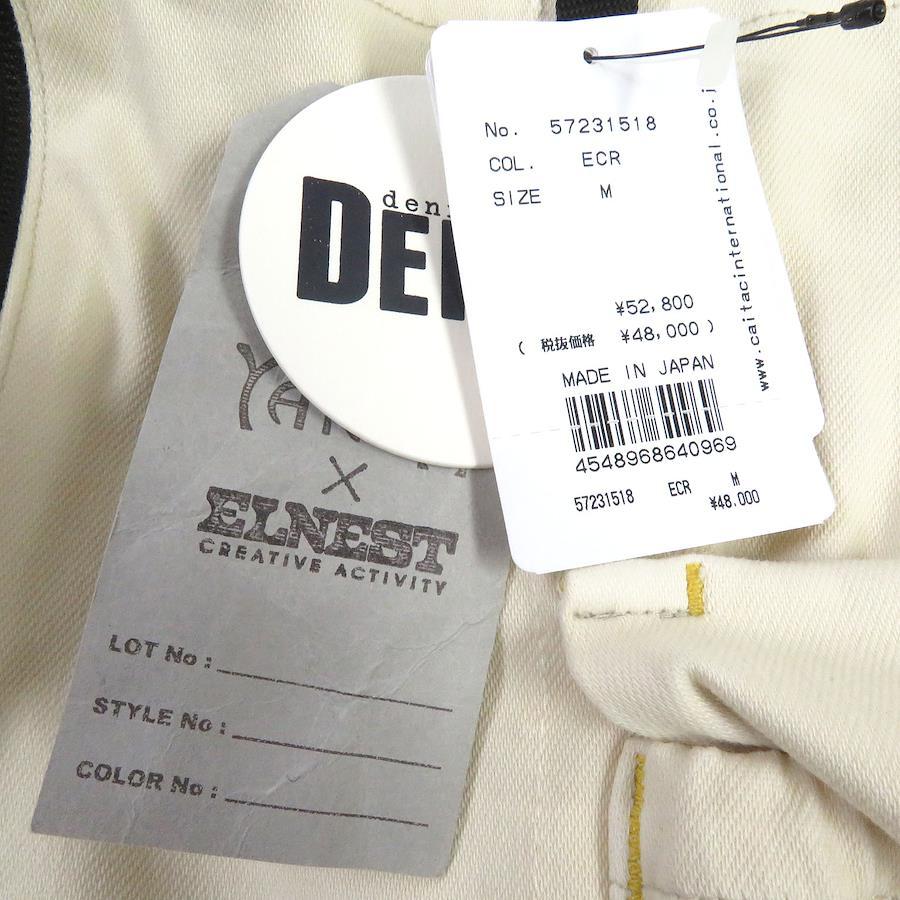 No. 57231518
COL. ECR
SIZE M
¥52,800
( 税抜価格 ¥48,000 )
MADE IN JAPAN
4548968640969
57231518 ECR M
¥48,000
www.caitacinternational.co.j
×
ELNEST
CREATIVE ACTIVITY
LOT No :
STYLE No :
COLOR No :